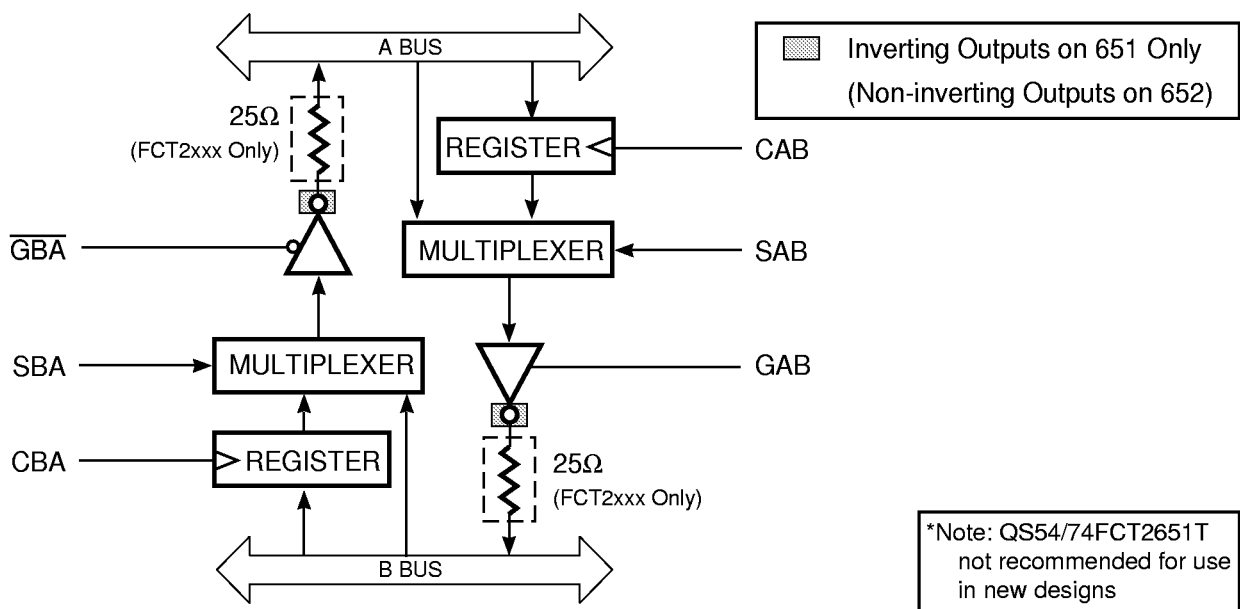 A BUS
Inverting Outputs on 651 Only
(Non-inverting Outputs on 652)
25Ω
(FCT2xxx Only)
REGISTER
CAB
G̅B̅A̅
MULTIPLEXER
SAB
SBA
MULTIPLEXER
GAB
CBA
REGISTER
25Ω
(FCT2xxx Only)
B BUS
*Note: QS54/74FCT2651T
not recommended for use
in new designs